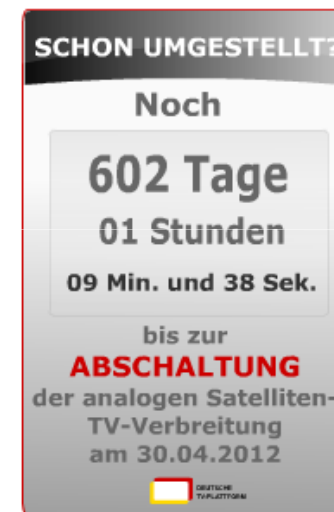 SCHON UMGESTELLT?
Noch
602 Tage
01 Stunden
09 Min. und 38 Sek.
bis zur
ABSCHALTUNG
der analogen Satelliten-
TV-Verbreitung
am 30.04.2012
DEUTSCHE
TV-PLATTFORM